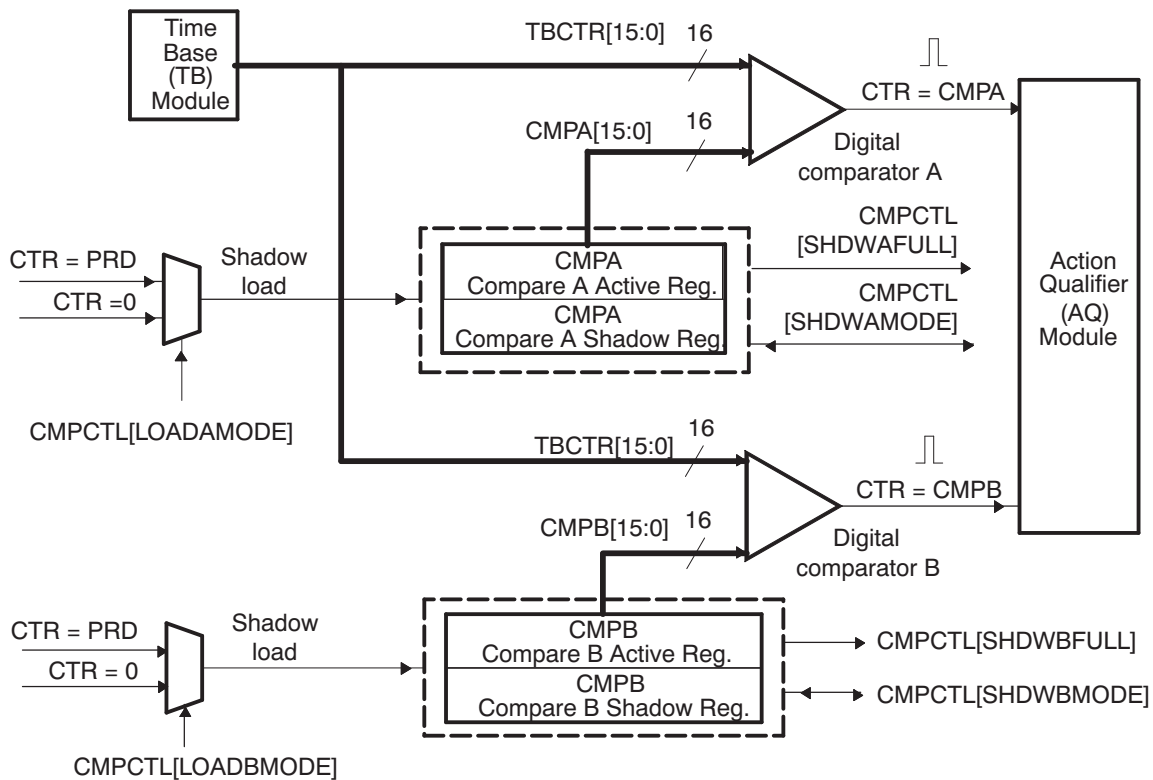 Time
Base
(TB)
Module
TBCTR[15:0] 16
CTR = CMPA
CMPA[15:0] 16
Digital
comparator A
CTR = PRD
CTR =0
Shadow
load
CMPA
Compare A Active Reg.
CMPA
Compare A Shadow Reg.
CMPCTL
[SHDWAFULL]
CMPCTL
[SHDWAMODE]
Action
Qualifier
(AQ)
Module
CMPCTL[LOADAMODE]
TBCTR[15:0] 16
CTR = CMPB
CMPB[15:0] 16
Digital
comparator B
CTR = PRD
CTR = 0
Shadow
load
CMPB
Compare B Active Reg.
CMPB
Compare B Shadow Reg.
CMPCTL[SHDWBFULL]
CMPCTL[SHDWBMODE]
CMPCTL[LOADBMODE]